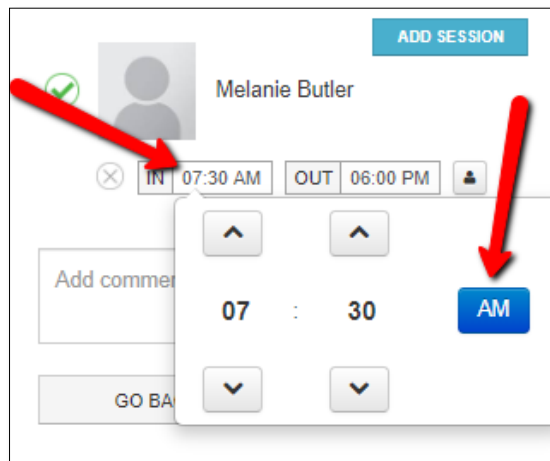 ADD SESSION
Melanie Butler
IN 07:30 AM OUT 06:00 PM
Add commen
07 : 30 AM
GO BA